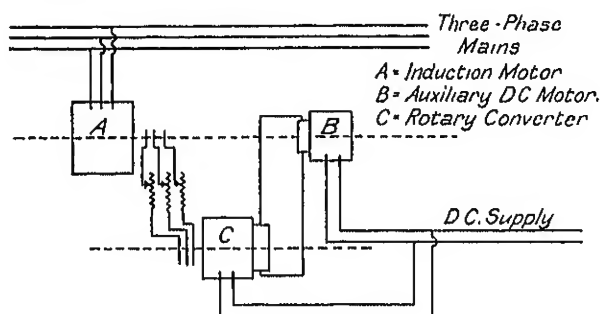 Three-Phase
Mains
A = Induction Motor
B = Auxiliary DC Motor.
C = Rotary Converter
A
B
D.C. Supply
C